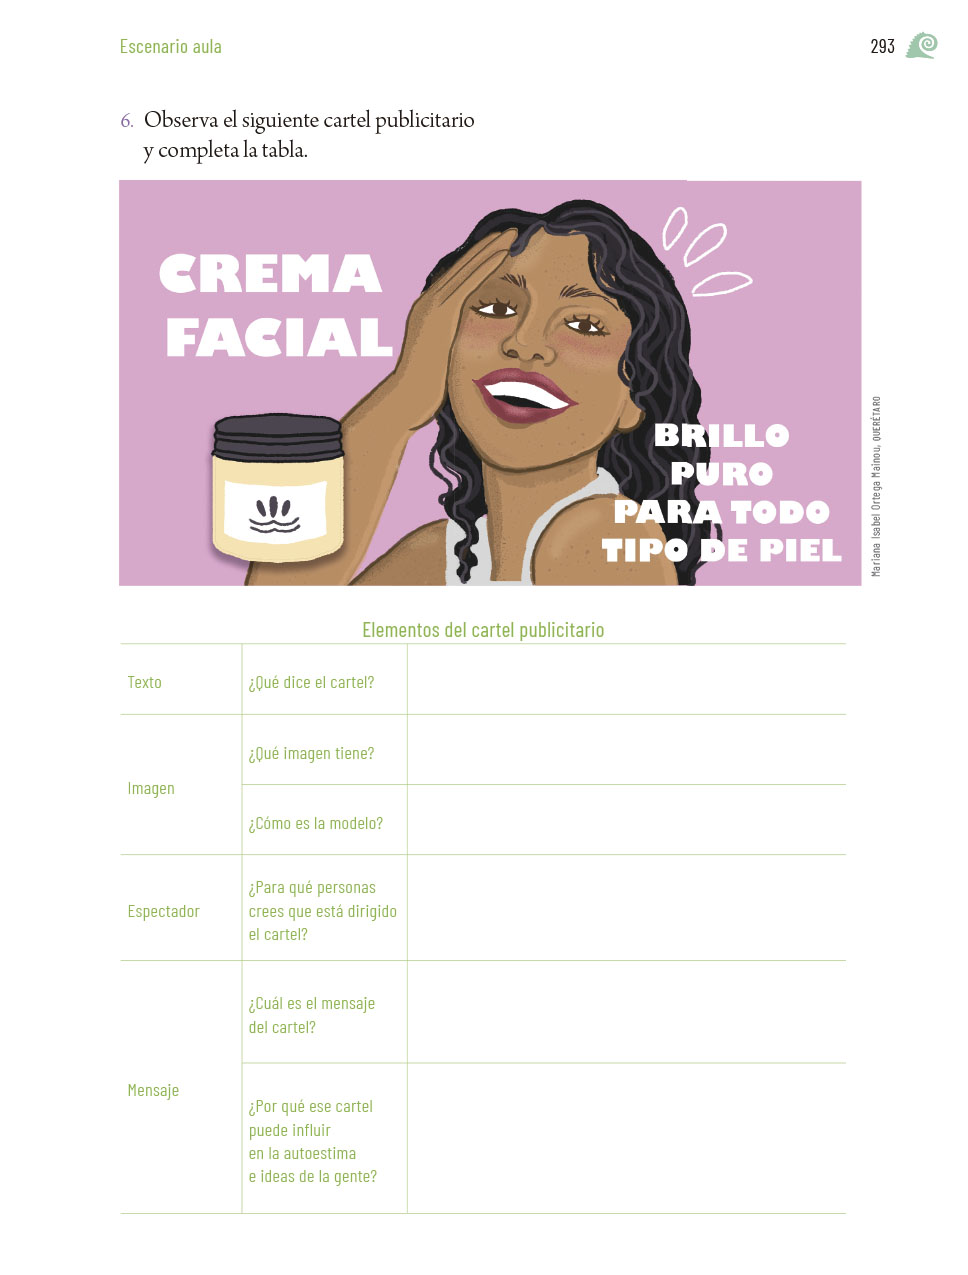 Escenario aula
293
6. Observa el siguiente cartel publicitario
y completa la tabla.
CREMA
FACIAL
BRILLO
PURO
PARA TODO
TIPO DE PIEL
Mariana Isabel Ortega Mainou, QUERÉTARO
Elementos del cartel publicitario
Texto
¿Qué dice el cartel?
Imagen
¿Qué imagen tiene?
¿Cómo es la modelo?
Espectador
¿Para qué personas
crees que está dirigido
el cartel?
Mensaje
¿Cuál es el mensaje
del cartel?
¿Por qué ese cartel
puede influir
en la autoestima
e ideas de la gente?